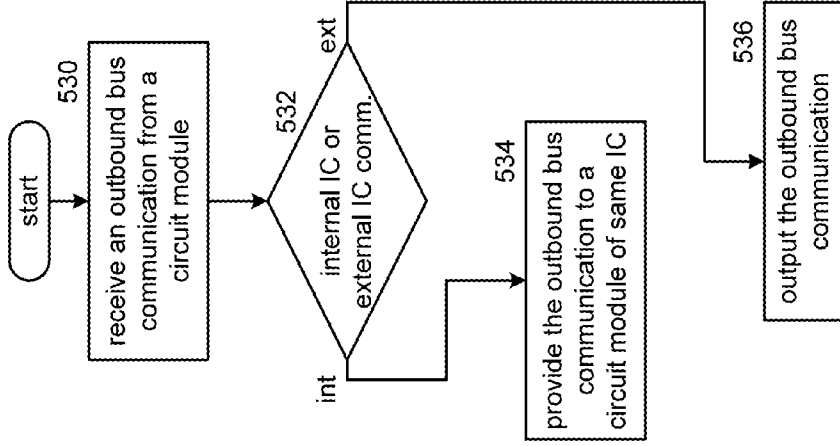 start
530
receive an outbound bus
communication from a
circuit module
532
internal IC or
external IC comm.
int
ext
534
provide the outbound bus
communication to a
circuit module of same IC
536
output the outbound bus
communication